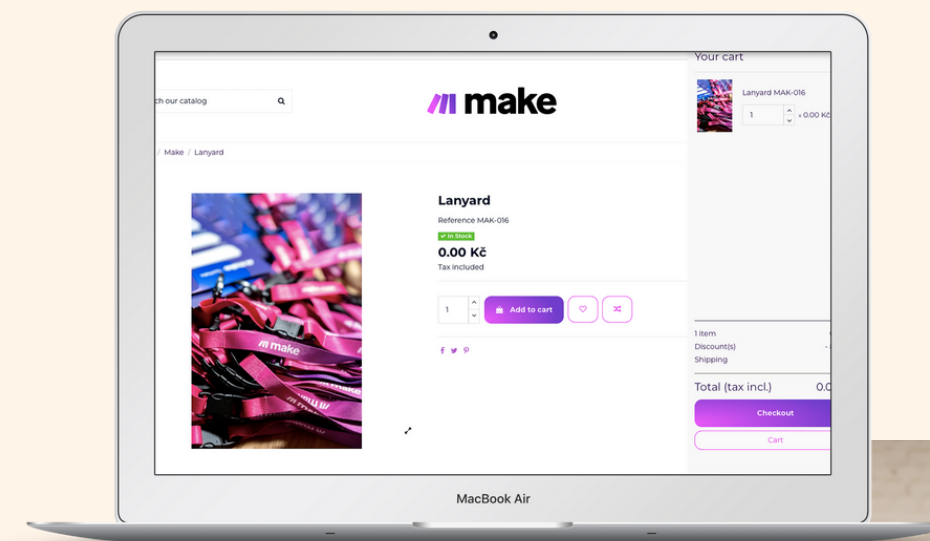 Your cart
ch our catalog
make
Lanyard MAK-016
1
x 0.00 Kč
/ Make / Lanyard
Lanyard
Reference MAK-016
In Stock
0.00 Kč
Tax included
1
Add to cart
make
1 item
Discount(s)
Shipping
Total (tax incl.) 0.0
Checkout
Cart
MacBook Air